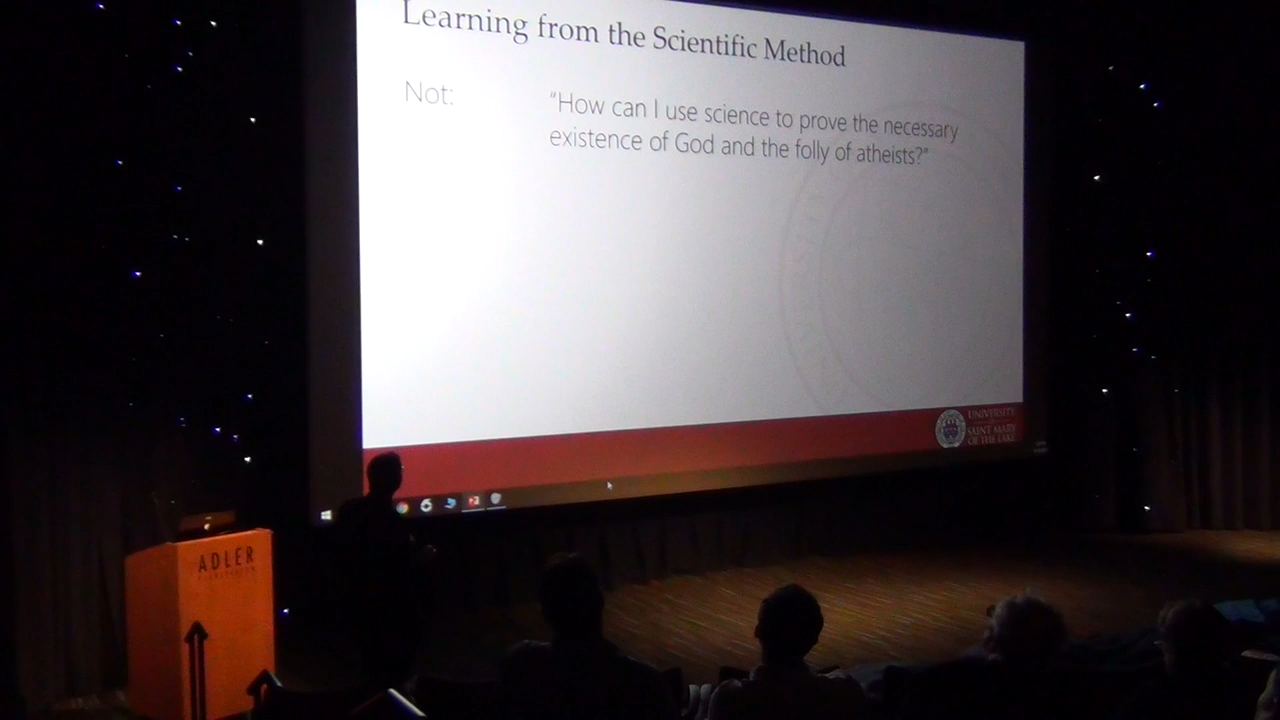 Learning from the Scientific Method
Not:
“How can I use science to prove the necessary
existence of God and the folly of atheists?”
UNIVERSITY
SAINT MARY
OF THE LAKE
ADLER